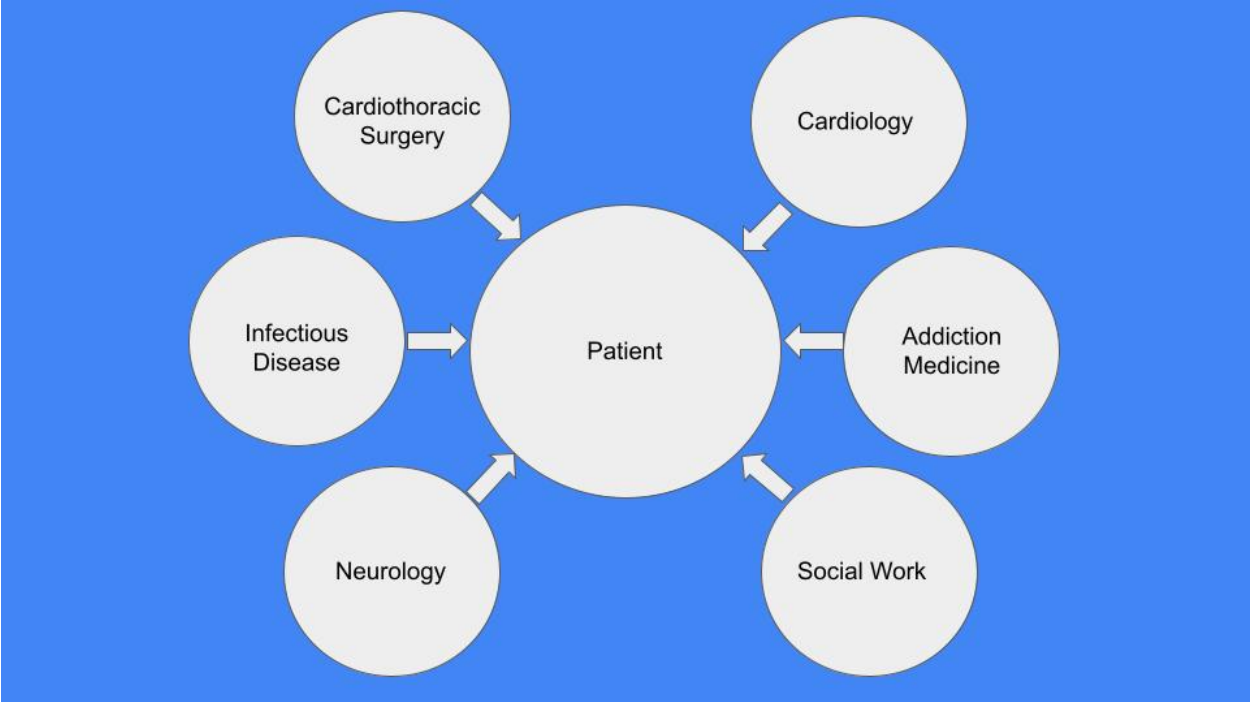 Cardiothoracic
Surgery
Cardiology
Infectious
Disease
Patient
Addiction
Medicine
Neurology
Social Work